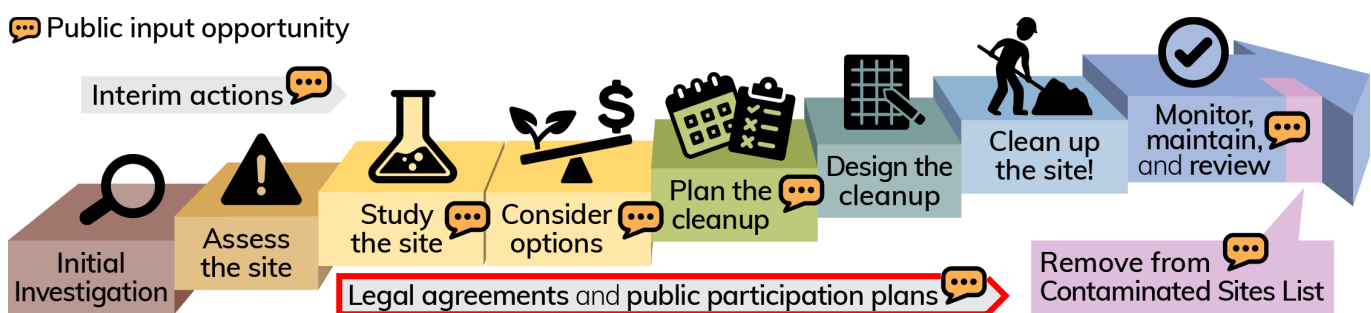 Public input opportunity
Interim actions
Initial
Investigation
Assess
the site
Study
the site
Consider
options
$
Plan the
cleanup
Design the
cleanup
Clean up
the site!
Monitor,
maintain,
and review
Legal agreements and public participation plans
Remove from
Contaminated Sites List